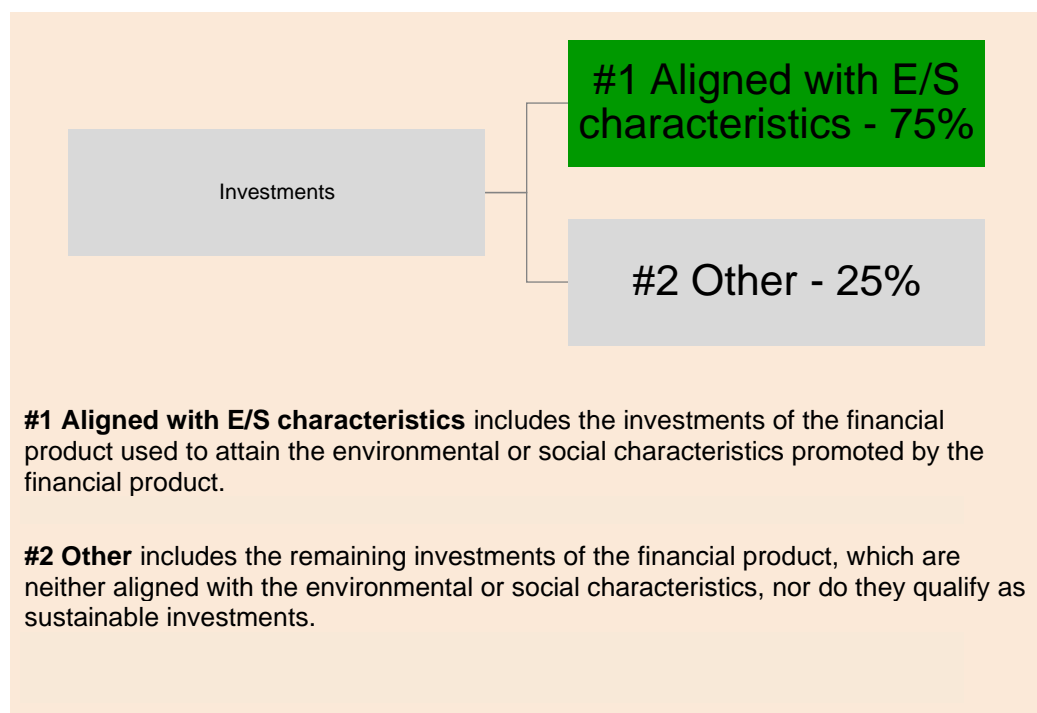 #1 Aligned with E/S
characteristics - 75%
Investments
#2 Other - 25%
#1 Aligned with E/S characteristics includes the investments of the financial
product used to attain the environmental or social characteristics promoted by the
financial product.
#2 Other includes the remaining investments of the financial product, which are
neither aligned with the environmental or social characteristics, nor do they qualify as
sustainable investments.